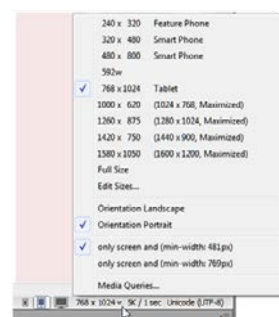 240 x 320 Feature Phone
320 x 480 Smart Phone
480 x 800 Smart Phone
592w
768 x 1024 Tablet
1000 x 620 (1024 x 768, Maximized)
1260 x 875 (1280 x 1024, Maximized)
1420 x 750 (1440 x 900, Maximized)
1580 x 1050 (1600 x 1200, Maximized)
Full Size
Edit Sizes...
Orientation Landscape
Orientation Portrait
only screen and (min-width: 481px)
only screen and (min-width: 769px)
Media Queries...
768 x 1024 5K / 1 sec Unicode (UTF-8)